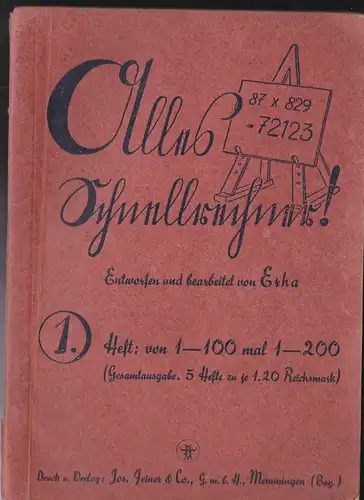 Alles
87 x 829
-72123
Schnellrechner!
Entworfen und bearbeitet von Erha
1.) Heft: von 1—100 mal 1—200
(Gesamtausgabe. 5 Hefte zu je 1.20 Reichsmark)
Druck u. Verlag: Jos. Feiner & Co., G. m. b. H., Memmingen (Bay.)